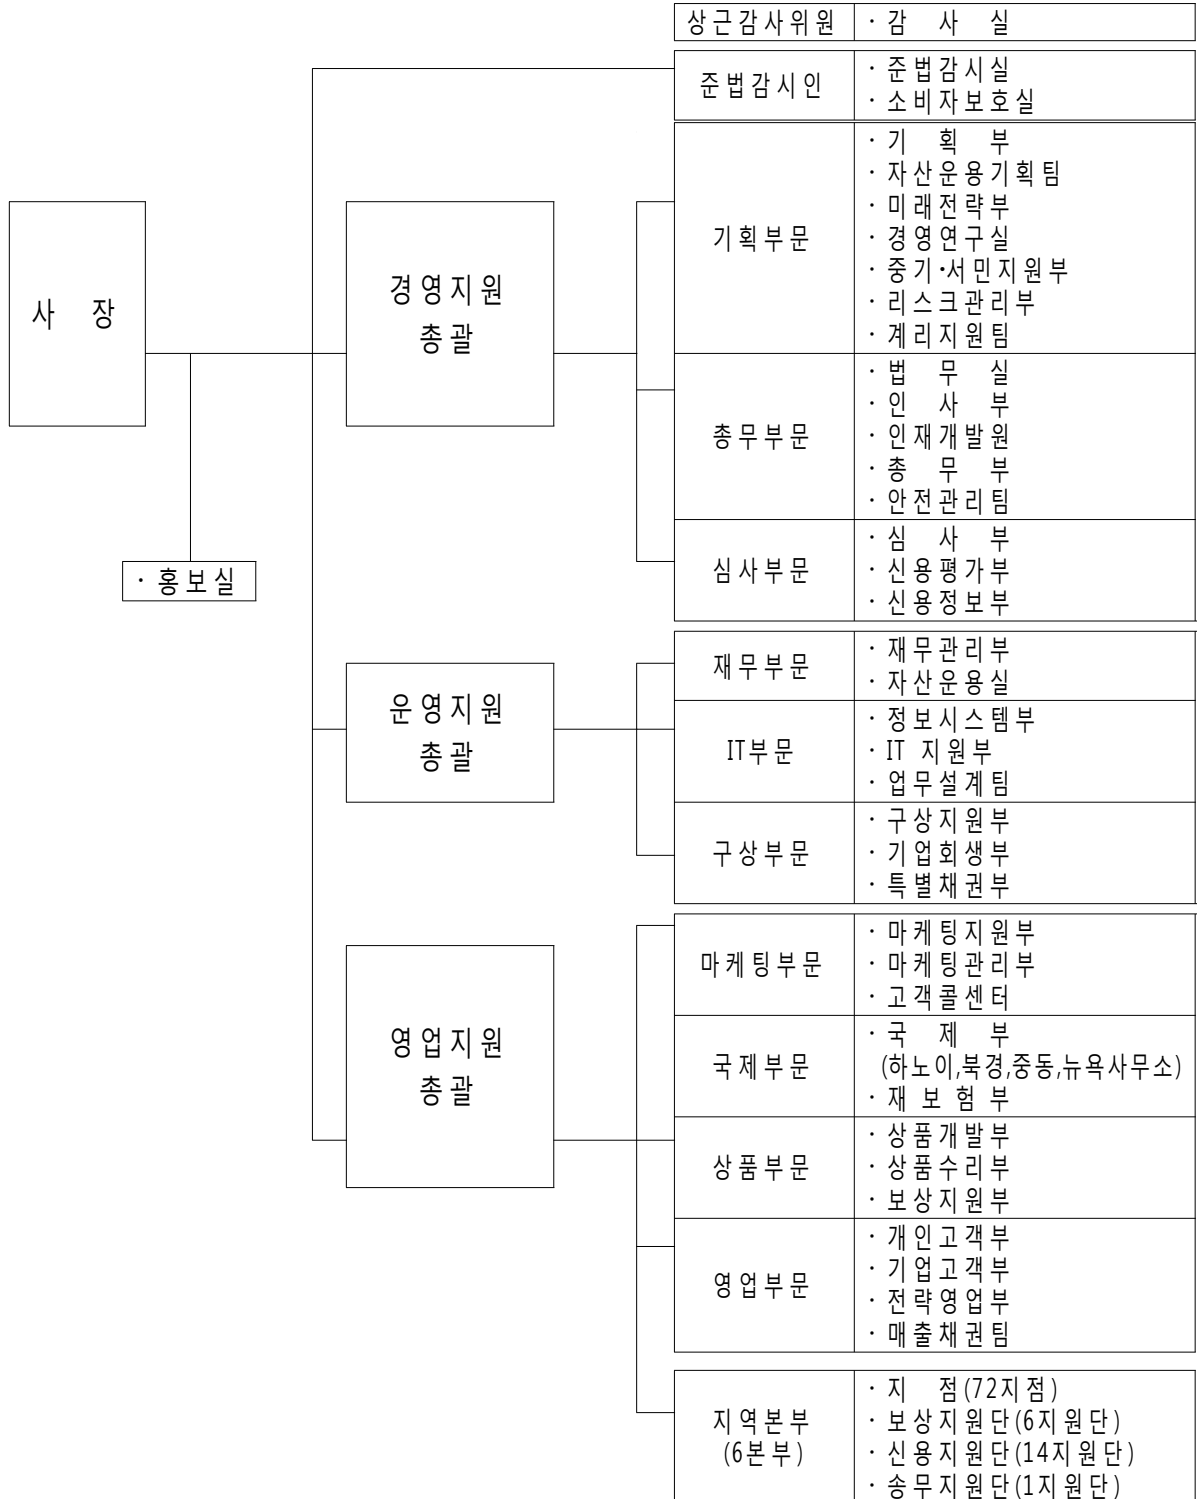 상근감사위원
· 감 사 실
준법감시인
· 준법감시실
· 소비자보호실
사 장
· 홍보실
경영지원
총괄
기획부문
· 기 획 부
· 자산운용기획팀
· 미래전략부
· 경영연구실
· 중기·서민지원부
· 리스크관리부
· 계리지원팀
총무부문
· 법 무 실
· 인 사 부
· 인재개발원
· 총 무 부
· 안전관리팀
심사부문
· 심 사 부
· 신용평가부
· 신용정보부
운영지원
총괄
재무부문
· 재무관리부
· 자산운용실
IT부문
· 정보시스템부
· IT 지원부
· 업무설계팀
구상부문
· 구상지원부
· 기업회생부
· 특별채권부
영업지원
총괄
마케팅부문
· 마케팅지원부
· 마케팅관리부
· 고객콜센터
국제부문
· 국 제 부
(하노이,북경,중동,뉴욕사무소)
· 재 보 험 부
상품부문
· 상품개발부
· 상품수리부
· 보상지원부
영업부문
· 개인고객부
· 기업고객부
· 전략영업부
· 매출채권팀
지역본부
(6본부)
· 지 점(72지점)
· 보상지원단(6지원단)
· 신용지원단(14지원단)
· 송무지원단(1지원단)